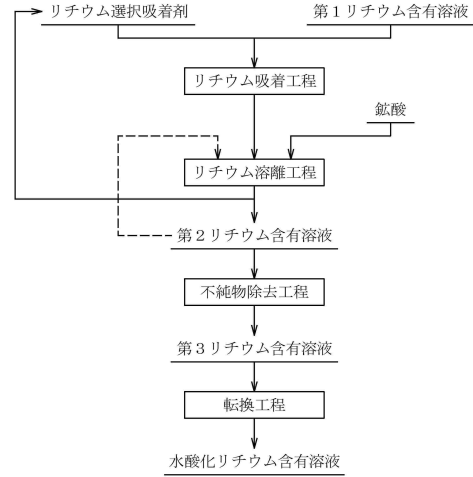 リチウム選択吸着剤
第1リチウム含有溶液
リチウム吸着工程
鉱酸
リチウム溶離工程
第2リチウム含有溶液
不純物除去工程
第3リチウム含有溶液
転換工程
水酸化リチウム含有溶液